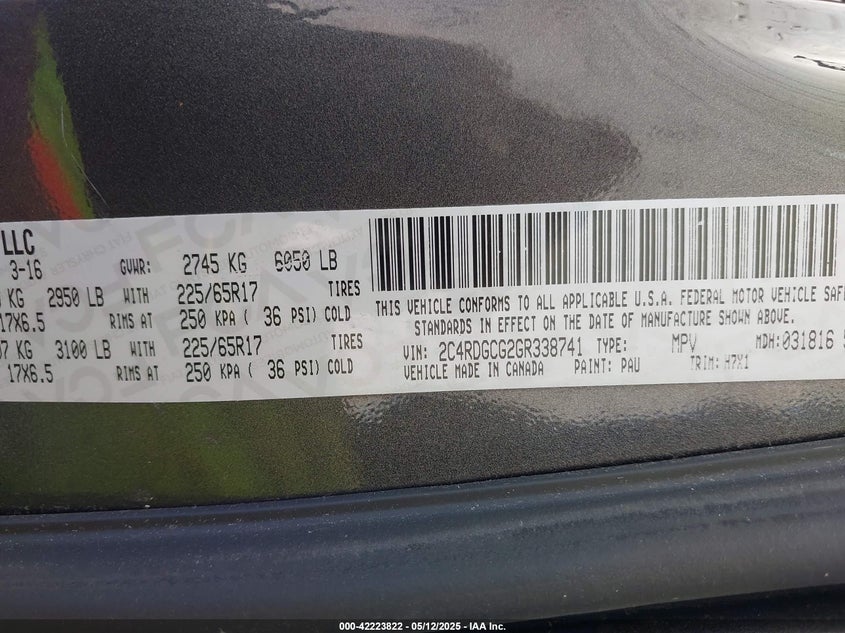 LLC
3-16 GVWR: 2745 KG 6050 LB
KG 2950 LB WITH 225/65R17 TIRES
17X6.5 RIMS AT 250 KPA ( 36 PSI) COLD
7 KG 3100 LB WITH 225/65R17 TIRES
17X6.5 RIMS AT 250 KPA ( 36 PSI) COLD
THIS VEHICLE CONFORMS TO ALL APPLICABLE U.S.A. FEDERAL MOTOR VEHICLE SAF
STANDARDS IN EFFECT ON THE DATE OF MANUFACTURE SHOWN ABOVE.
VIN: 2C4RDGCG2GR338741 TYPE: MPV MDH:031816
VEHICLE MADE IN CANADA PAINT: PAU TRIM: H7X1
000-42223822 - 05/12/2025 - IAA Inc.